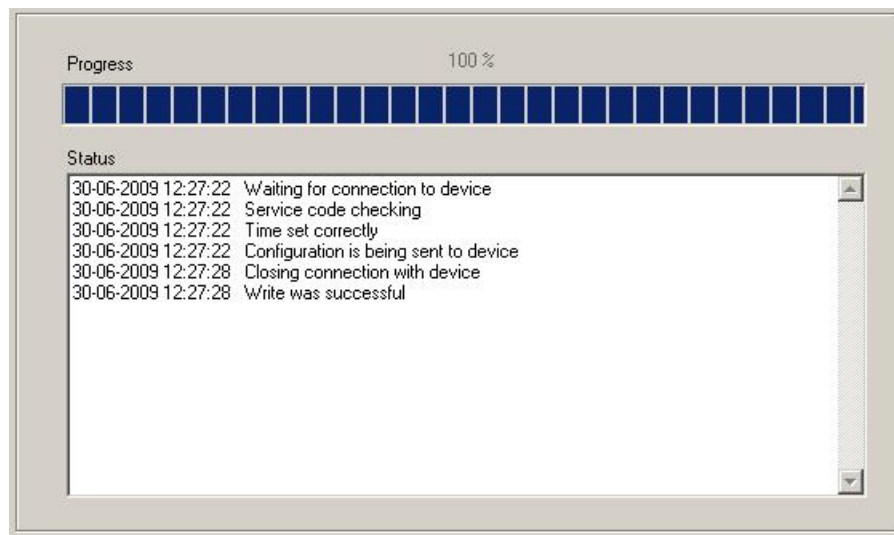 Progress 100 %
Status
30-06-2009 12:27:22 Waiting for connection to device
30-06-2009 12:27:22 Service code checking
30-06-2009 12:27:22 Time set correctly
30-06-2009 12:27:22 Configuration is being sent to device
30-06-2009 12:27:28 Closing connection with device
30-06-2009 12:27:28 Write was successful